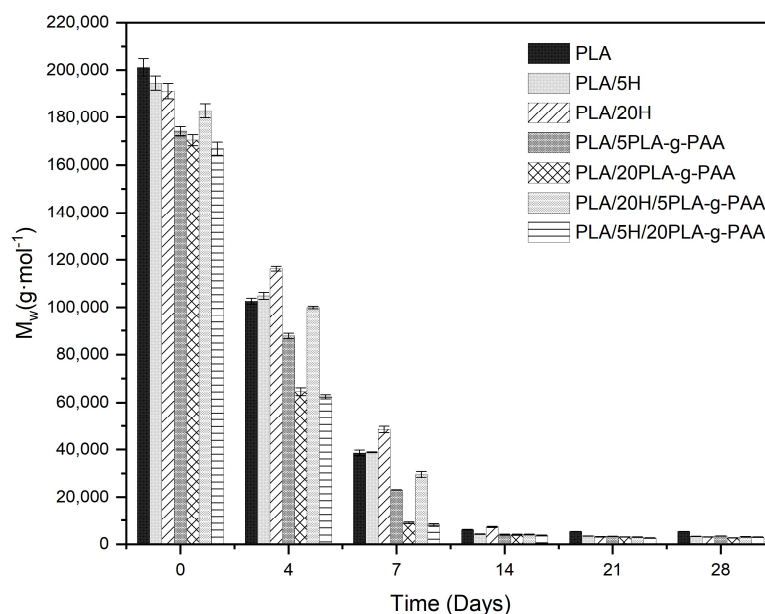 220,000
200,000
180,000
160,000
140,000
120,000
100,000
80,000
60,000
40,000
20,000
0
Mw(g·mol-1)
PLA
PLA/5H
PLA/20H
PLA/5PLA-g-PAA
PLA/20PLA-g-PAA
PLA/20H/5PLA-g-PAA
PLA/5H/20PLA-g-PAA
0 4 7 14 21 28
Time (Days)